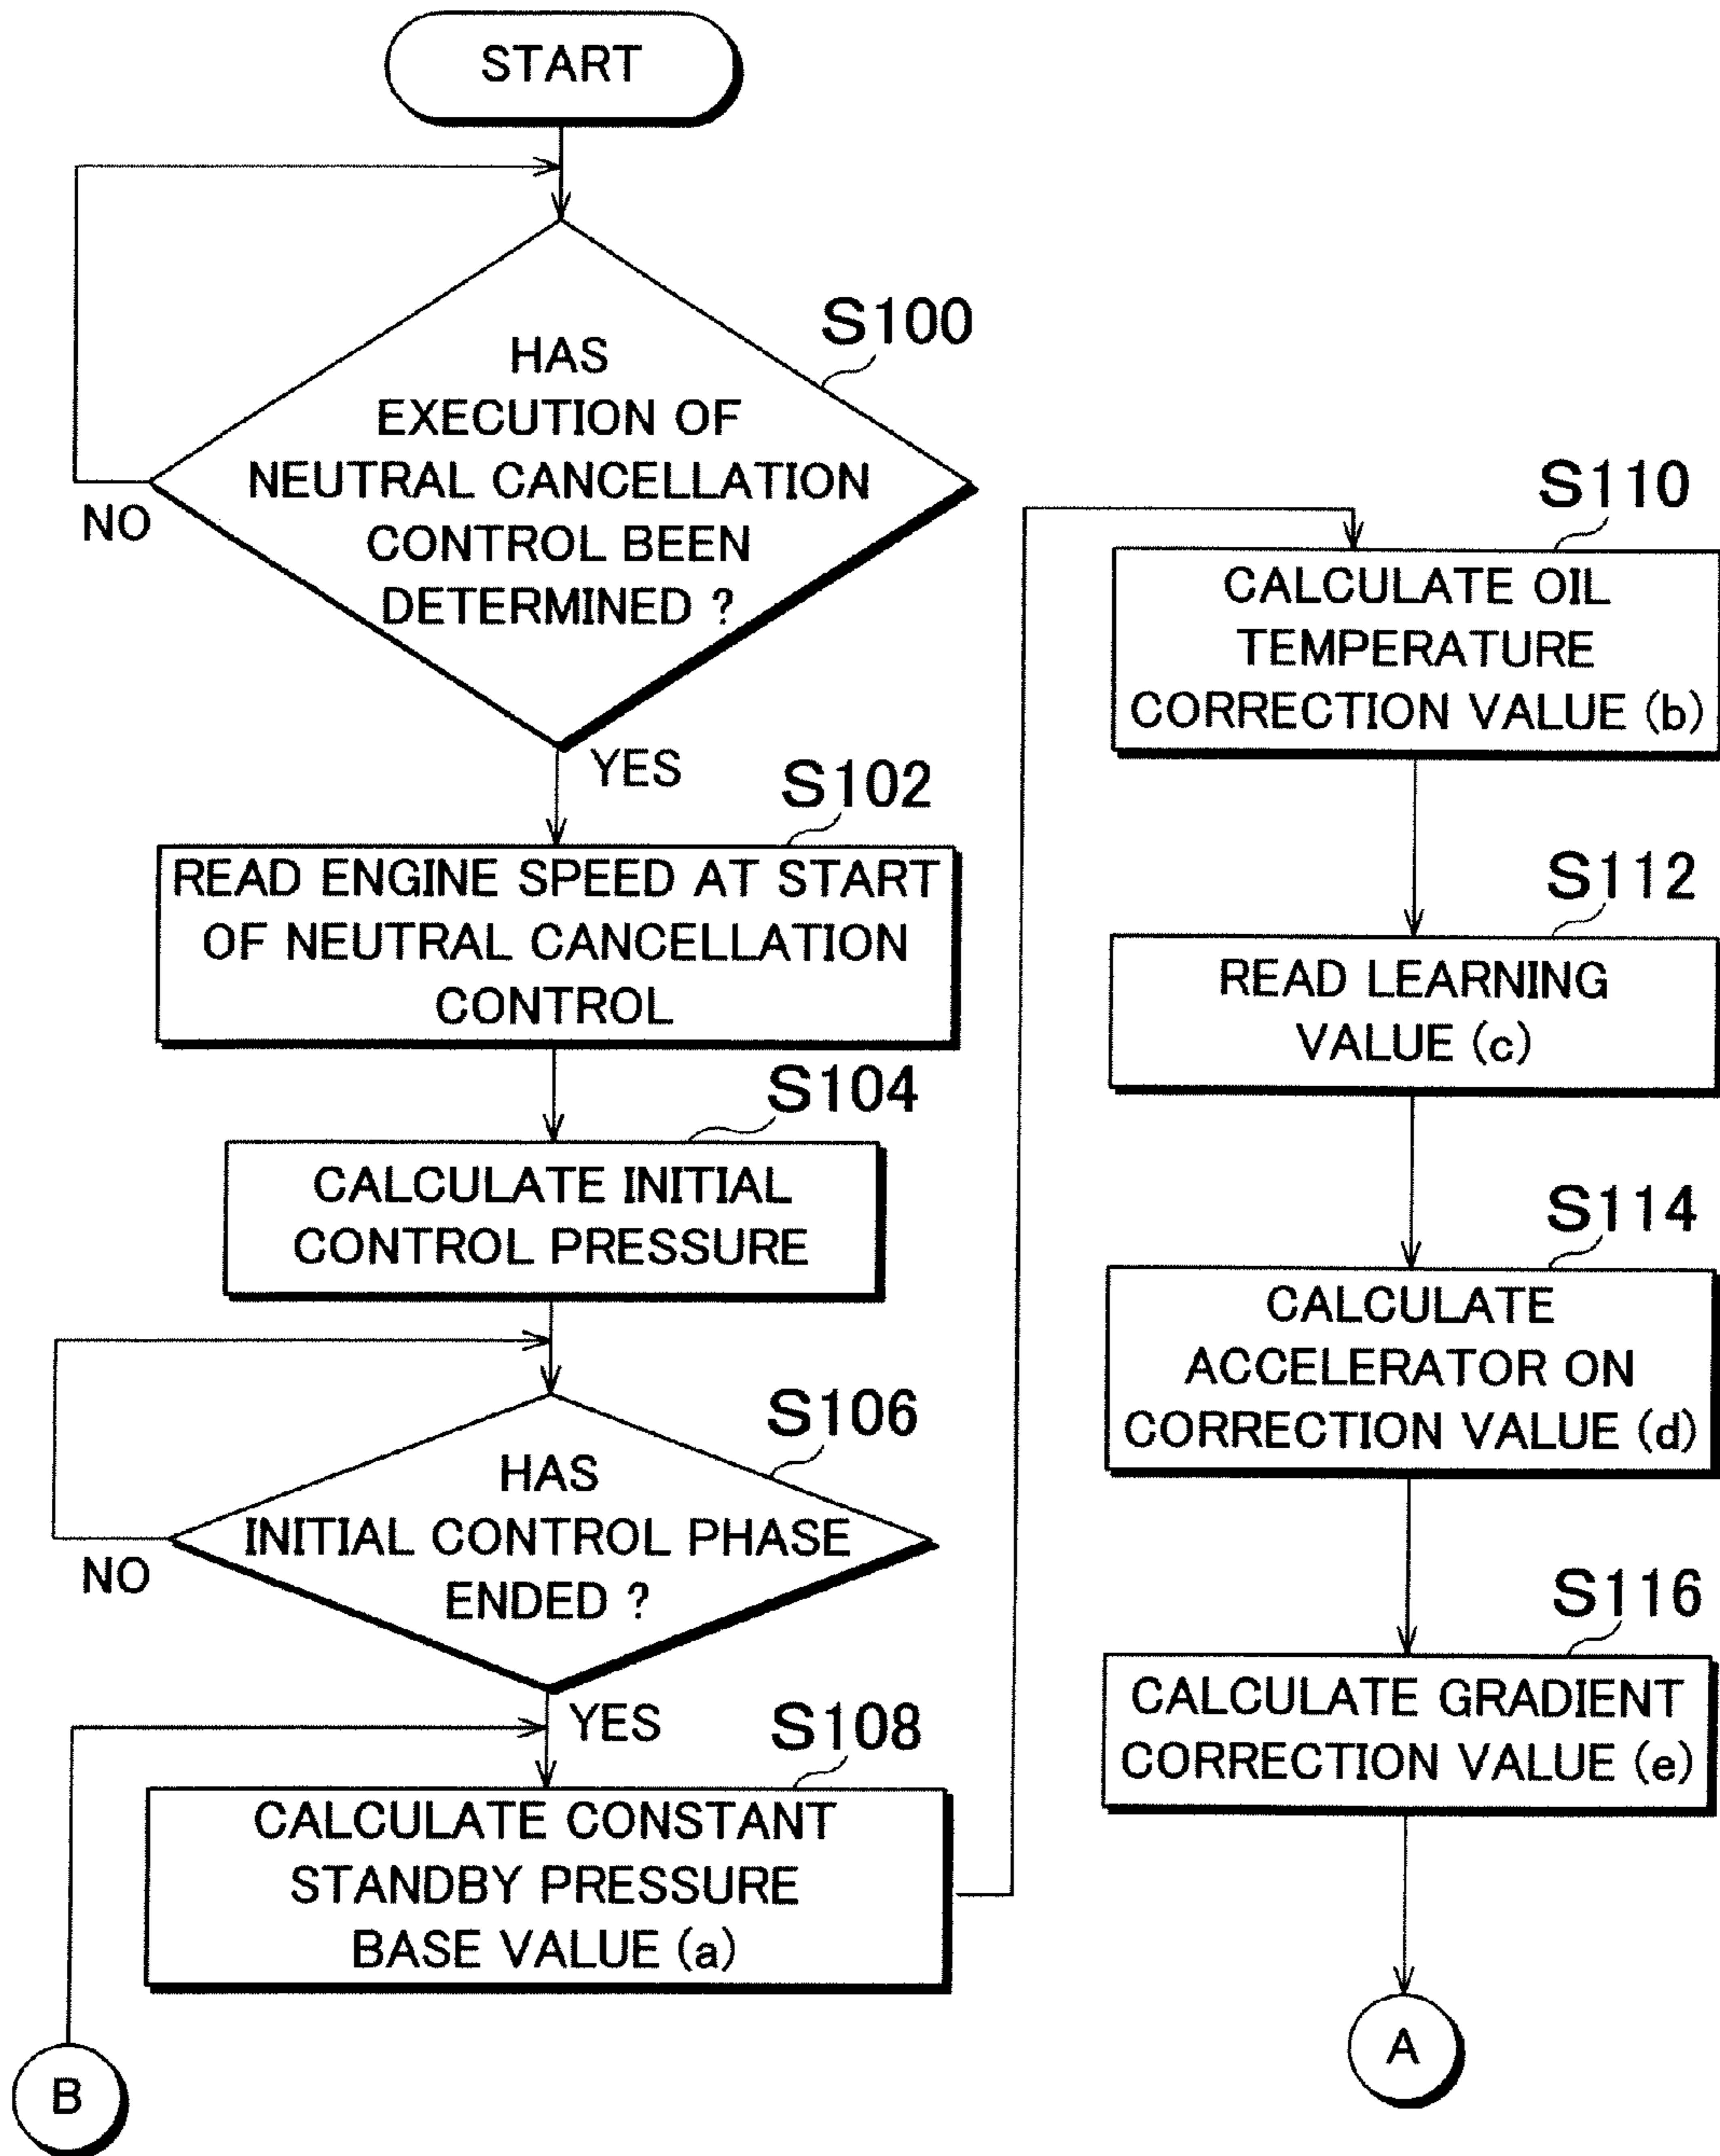 START
S100
HAS
EXECUTION OF
NEUTRAL CANCELLATION
CONTROL BEEN
DETERMINED ?
NO
YES
S102
READ ENGINE SPEED AT START
OF NEUTRAL CANCELLATION
CONTROL
S104
CALCULATE INITIAL
CONTROL PRESSURE
S106
HAS
INITIAL CONTROL PHASE
ENDED ?
NO
YES
S108
CALCULATE CONSTANT
STANDBY PRESSURE
BASE VALUE (a)
B
S110
CALCULATE OIL
TEMPERATURE
CORRECTION VALUE (b)
S112
READ LEARNING
VALUE (c)
S114
CALCULATE
ACCELERATOR ON
CORRECTION VALUE (d)
S116
CALCULATE GRADIENT
CORRECTION VALUE (e)
A